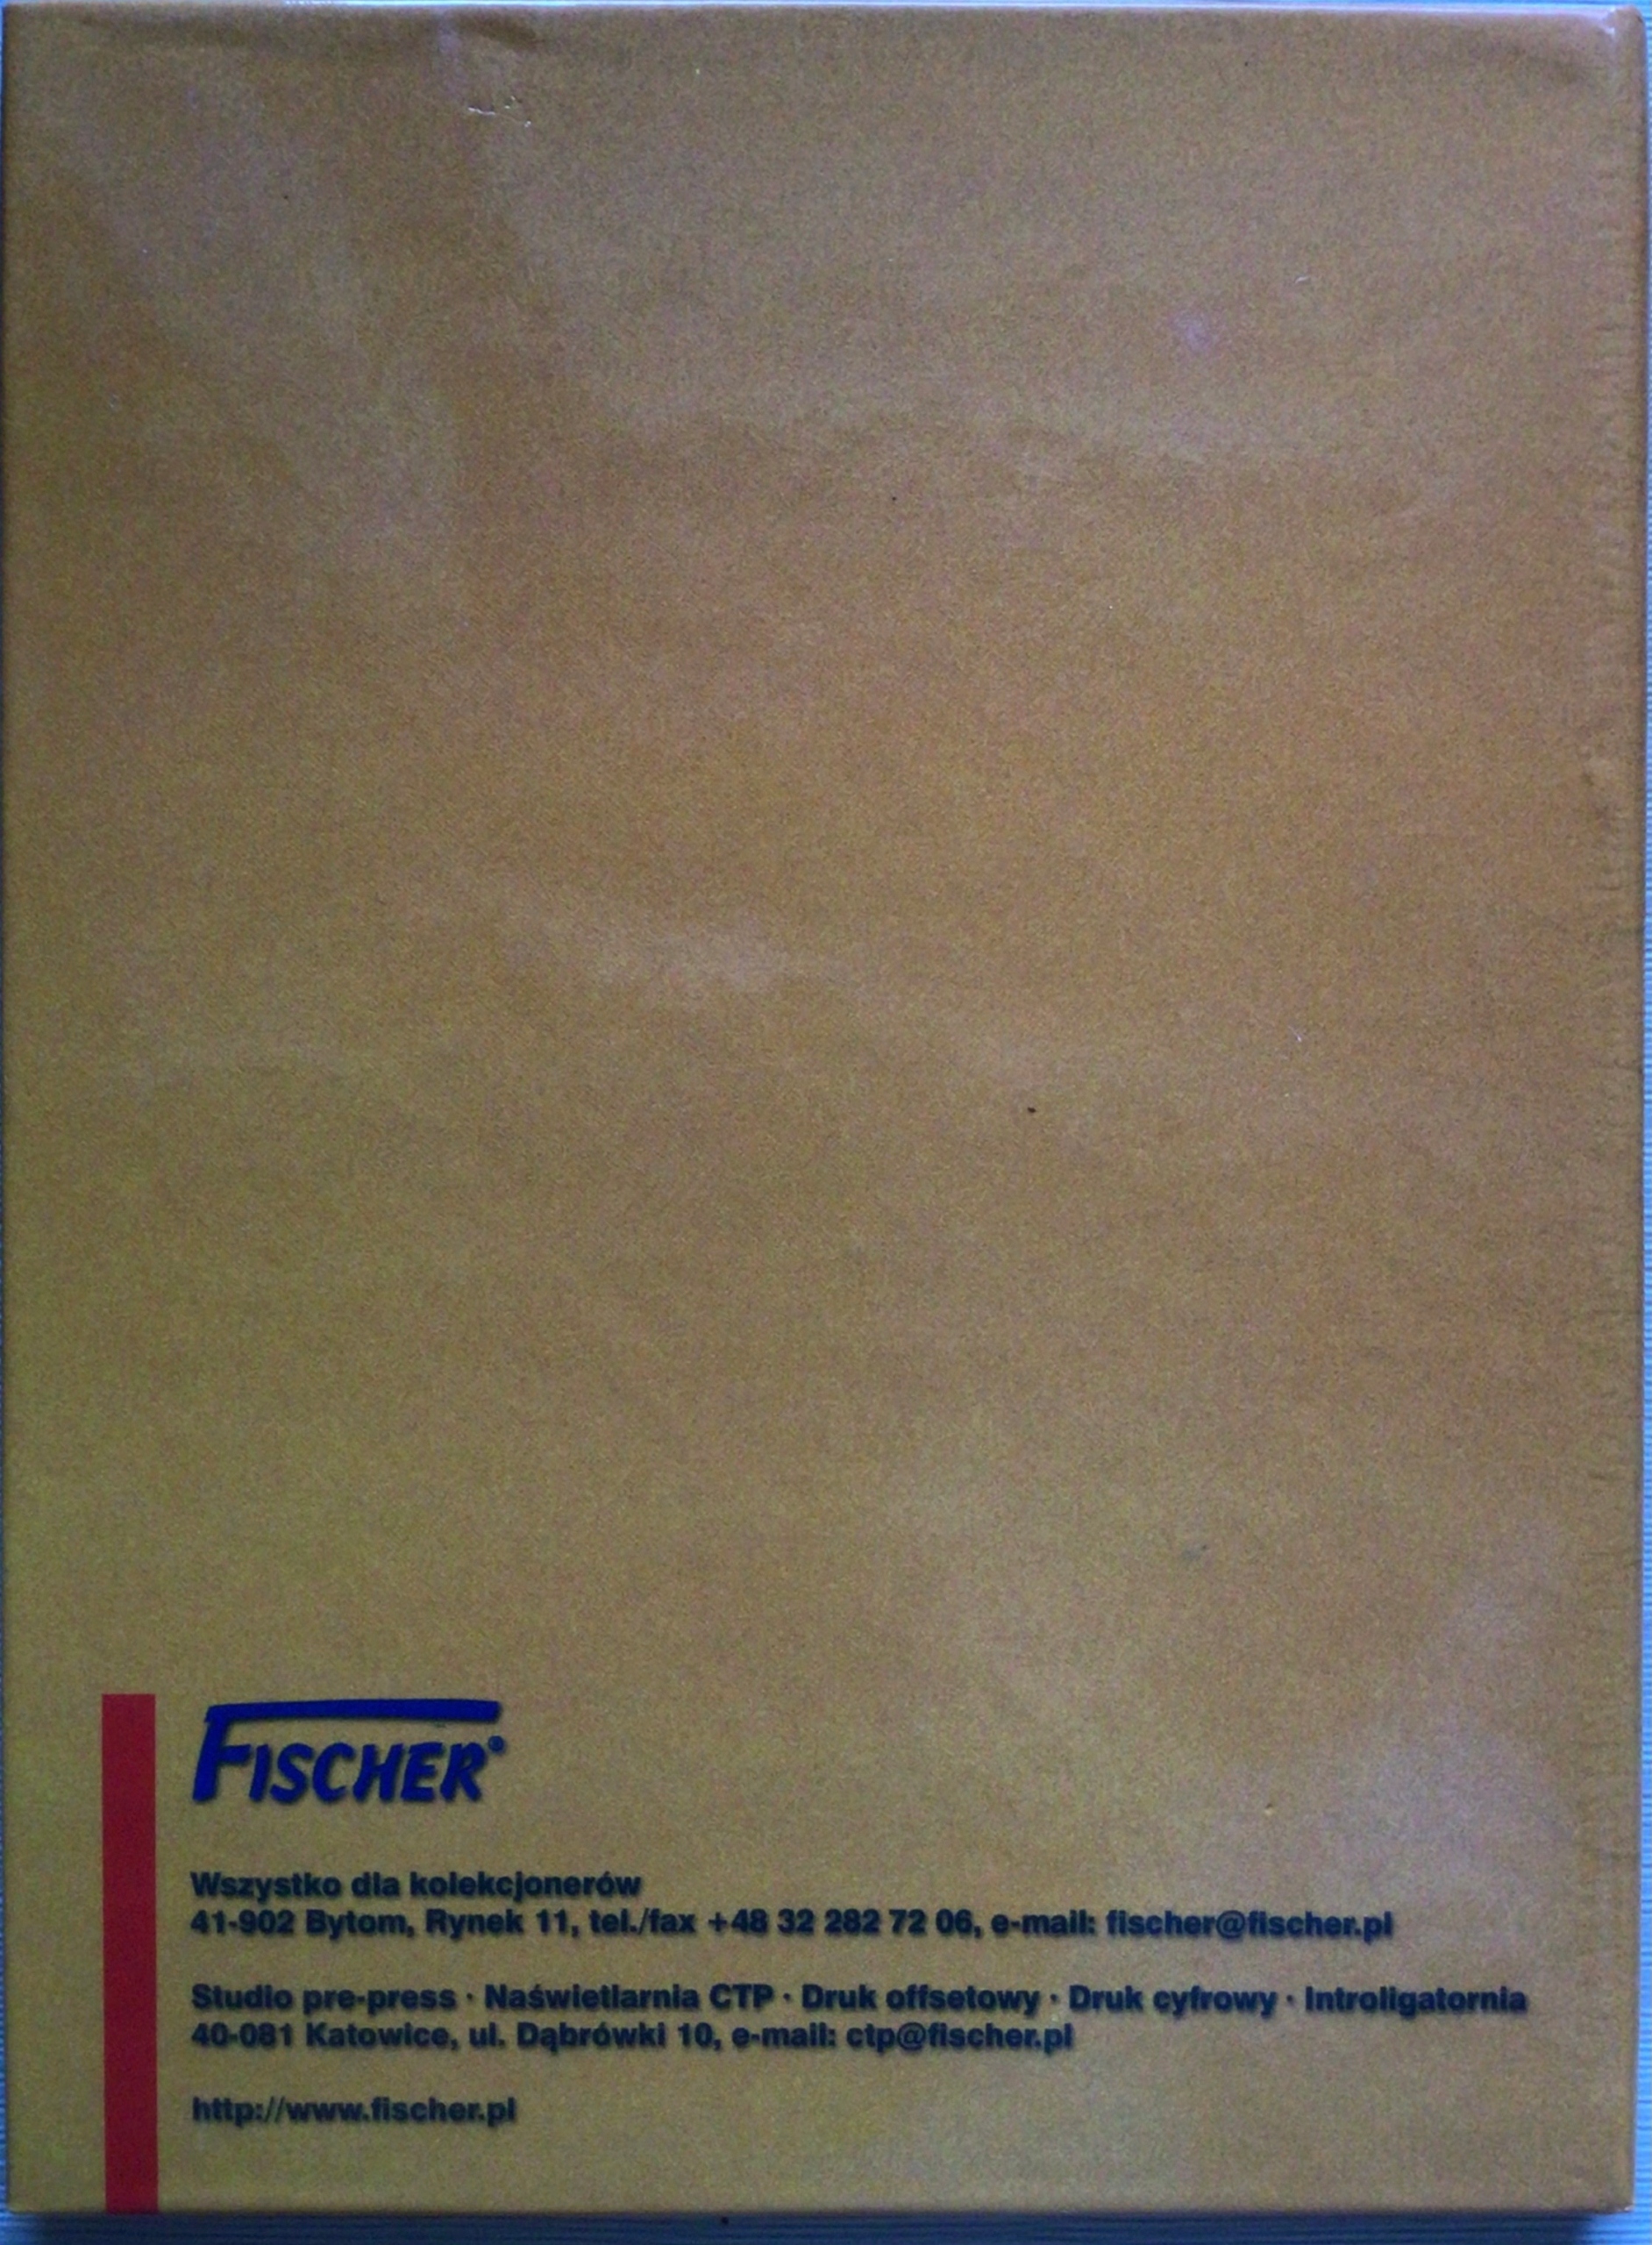 FISCHER®
Wszystko dla kolekcjonerów
41-902 Bytom, Rynek 11, tel./fax +48 32 282 72 06, e-mail: fischer@fischer.pl
Studio pre-press · Naświetlarnia CTP · Druk offsetowy · Druk cyfrowy · Introligatornia
40-081 Katowice, ul. Dąbrówki 10, e-mail: ctp@fischer.pl
http://www.fischer.pl